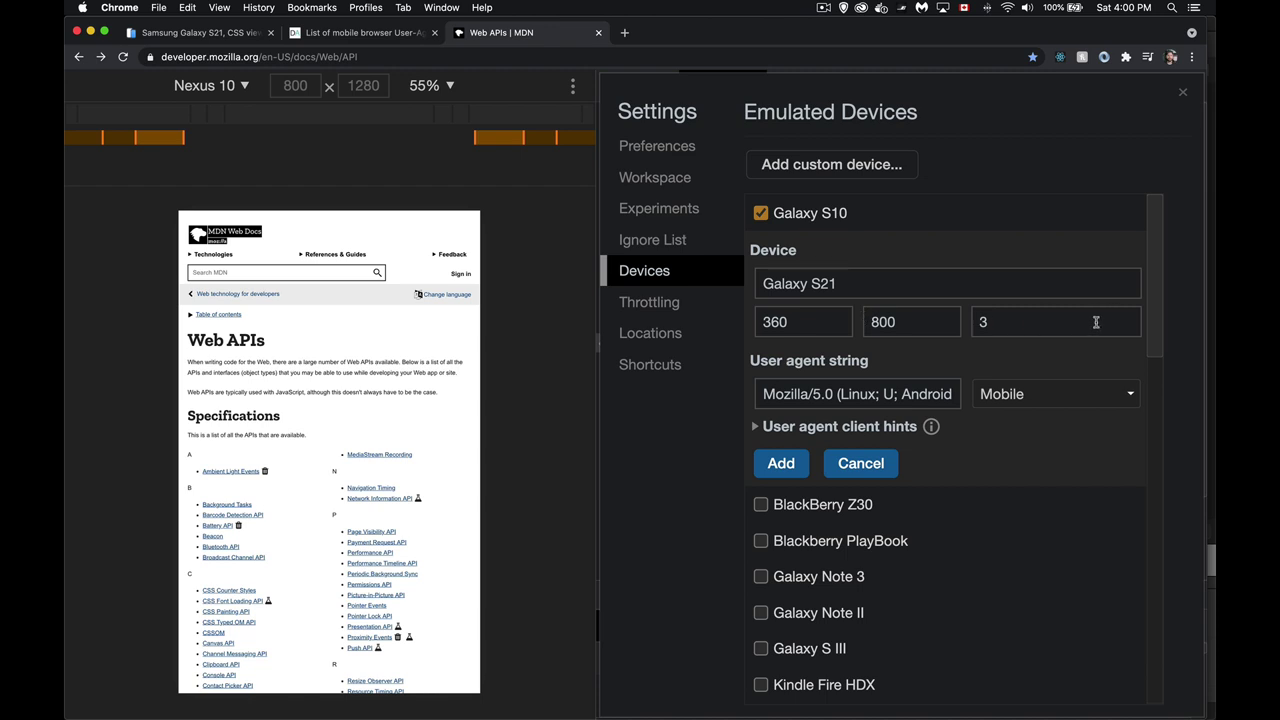 Chrome File Edit View History Bookmarks Profiles Tab Window Help 100% Sat 4:00 PM
Samsung Galaxy S21, CSS vie List of mobile browser User-A Web APIs | MDN
developer.mozilla.org/en-US/docs/Web/API
Nexus 10 ▼ 800 × 1280 55% ▼
MDN Web Docs
mozilla
Technologies References & Guides Feedback
Search MDN Sign in
Web technology for developers Change language
Table of contents
Web APIs
When writing code for the Web, there are a large number of Web APIs available. Below is a list of all the
APIs and interfaces (object types) that you may be able to use while developing your Web app or site.
Web APIs are typically used with JavaScript, although this doesn't always have to be the case.
Specifications
This is a list of all the APIs that are available.
A
Ambient Light Events
B
Background Tasks
Barcode Detection API
Battery API
Beacon
Bluetooth API
Broadcast Channel API
C
CSS Counter Styles
CSS Font Loading API
CSS Painting API
CSS Typed OM API
CSSOM
Canvas API
Channel Messaging API
Clipboard API
Console API
Contact Picker API
MediaStream Recording
N
Navigation Timing
Network Information API
P
Page Visibility API
Payment Request API
Performance API
Performance Timeline API
Periodic Background Sync
Permissions API
Picture-in-Picture API
Pointer Events
Pointer Lock API
Presentation API
Proximity Events
Push API
R
Resize Observer API
Resource Timing API
Settings
Preferences
Workspace
Experiments
Ignore List
Devices
Throttling
Locations
Shortcuts
Emulated Devices
Add custom device...
Galaxy S10
Device
Galaxy S21
360 800 3
User agent string
Mozilla/5.0 (Linux; U; Android Mobile
User agent client hints
Add Cancel
BlackBerry Z30
PlayBook
3
Note II
S III
HDX